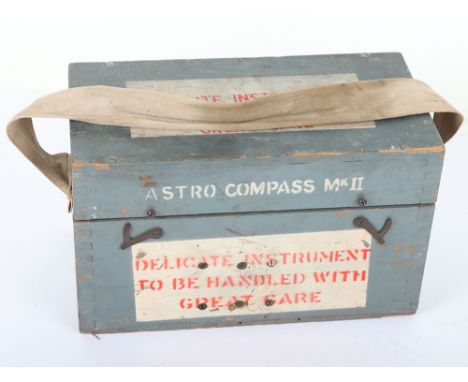 ASTRO COMPASS MK II
DELICATE INSTRUMENT
TO BE HANDLED WITH
GREAT CARE